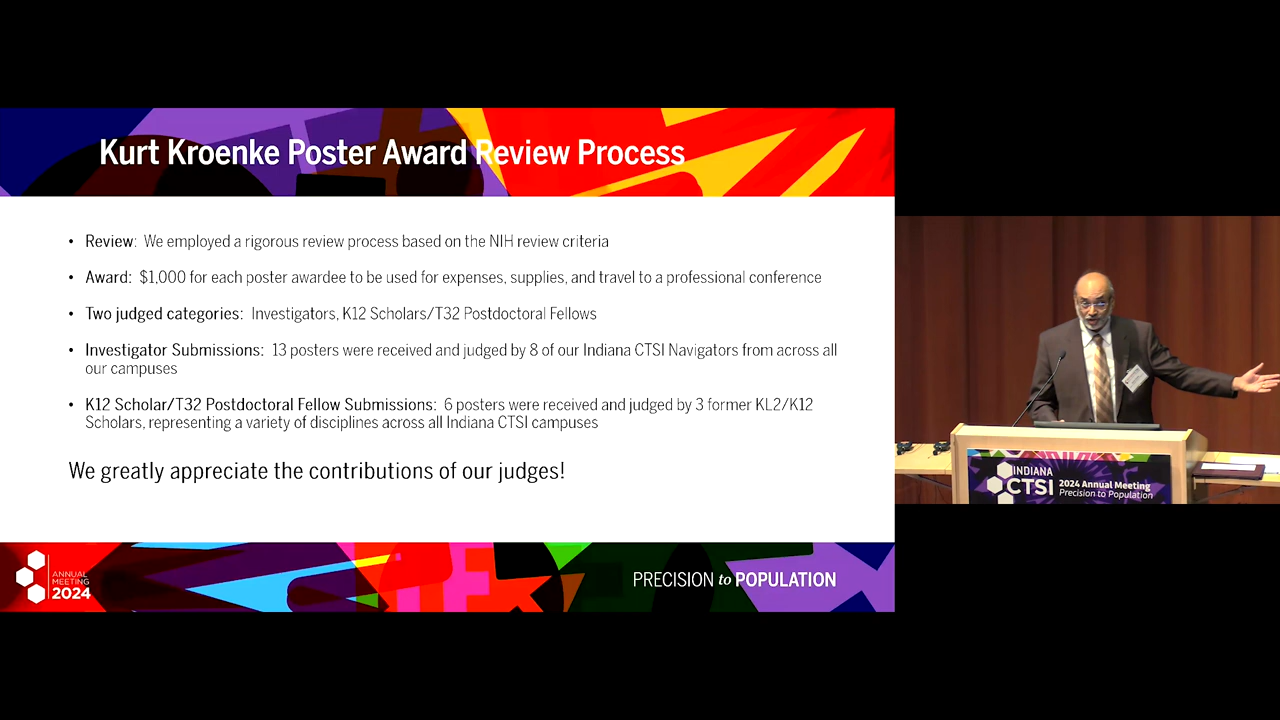 Kurt Kroenke Poster Award Review Process
• Review: We employed a rigorous review process based on the NIH review criteria
• Award: $1,000 for each poster awardee to be used for expenses, supplies, and travel to a professional conference
• Two judged categories: Investigators, K12 Scholars/T32 Postdoctoral Fellows
• Investigator Submissions: 13 posters were received and judged by 8 of our Indiana CTSI Navigators from across all
our campuses
• K12 Scholar/T32 Postdoctoral Fellow Submissions: 6 posters were received and judged by 3 former KL2/K12
Scholars, representing a variety of disciplines across all Indiana CTSI campuses
We greatly appreciate the contributions of our judges!
ANNUAL
MEETING
2024
PRECISION to POPULATION
INDIANA
CTSI
2024 Annual Meeting
Precision to Population